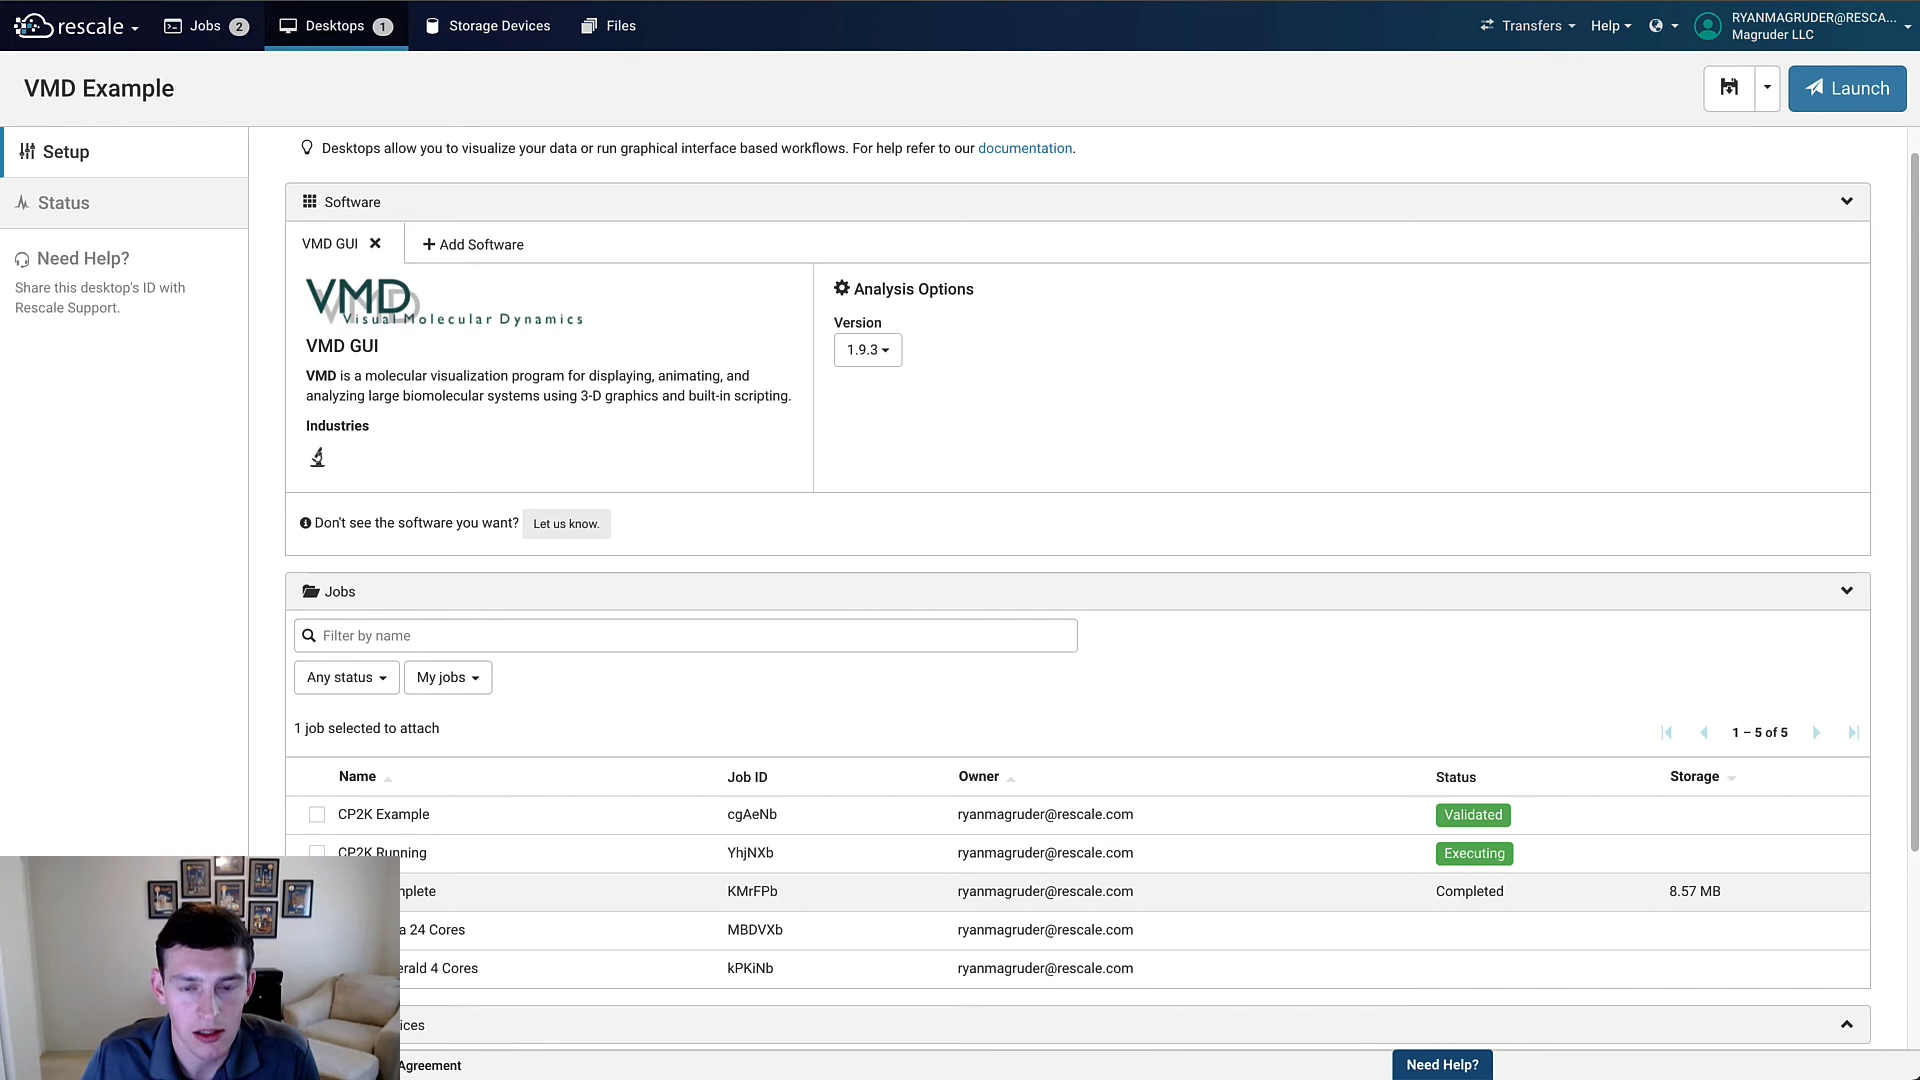 rescale
Jobs 2
Desktops 1
Storage Devices
Files
Transfers
Help
RYANMAGRUDER@RESCA...
Magruder LLC
VMD Example
Launch
Setup
Status
Need Help?
Share this desktop's ID with
Rescale Support.
Desktops allow you to visualize your data or run graphical interface based workflows. For help refer to our documentation.
Software
VMD GUI
Add Software
VMD
Visual Molecular Dynamics
VMD GUI
VMD is a molecular visualization program for displaying, animating, and
analyzing large biomolecular systems using 3-D graphics and built-in scripting.
Industries
Analysis Options
Version
1.9.3
Don't see the software you want? Let us know.
Jobs
Filter by name
Any status
My jobs
1 job selected to attach
1 – 5 of 5
Name Job ID Owner Status Storage
CP2K Example cgAeNb ryanmagruder@rescale.com Validated
CP2K Running YhjNXb ryanmagruder@rescale.com Executing
nplete KMrFPb ryanmagruder@rescale.com Completed 8.57 MB
a 24 Cores MBDVXb ryanmagruder@rescale.com
erald 4 Cores kPKiNb ryanmagruder@rescale.com
ices
Agreement
Need Help?